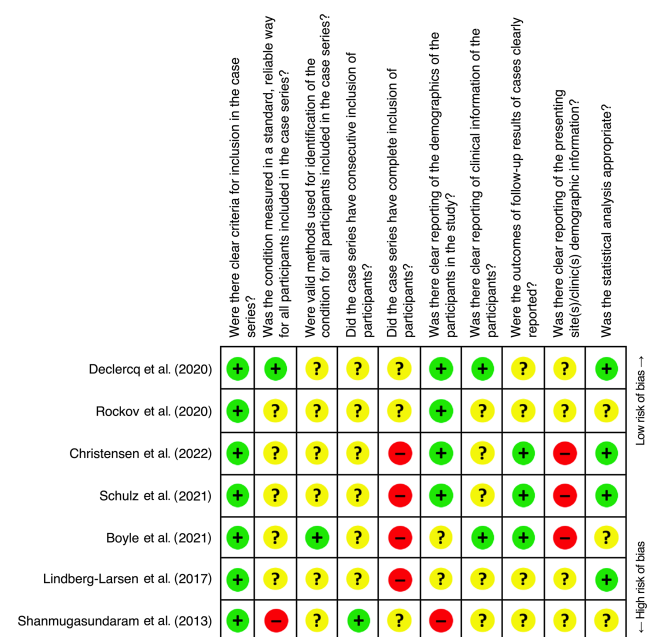 Were there clear criteria for inclusion in the case
series?
Was the condition measured in a standard, reliable way
for all participants included in the case series?
Were valid methods used for identification of the
condition for all participants included in the case series?
Did the case series have consecutive inclusion of
participants?
Did the case series have complete inclusion of
participants?
Was there clear reporting of the demographics of the
participants in the study?
Was there clear reporting of clinical information of the
participants?
Were the outcomes of follow-up results of cases clearly
reported?
Was there clear reporting of the presenting
site(s)/clinic(s) demographic information?
Was the statistical analysis appropriate?
Declercq et al. (2020) + + ? ? ? + + ? ? +
Rockov et al. (2020) + ? ? ? ? + ? ? ? ?
Christensen et al. (2022) + ? ? ? − + ? + − +
Schulz et al. (2021) + ? ? ? − + ? + − +
Boyle et al. (2021) + ? + ? − ? + + − ?
Lindberg-Larsen et al. (2017) + ? ? ? − ? ? ? ? +
Shanmugasundaram et al. (2013) + − ? + ? − ? ? ? ?
Low risk of bias →
← High risk of bias